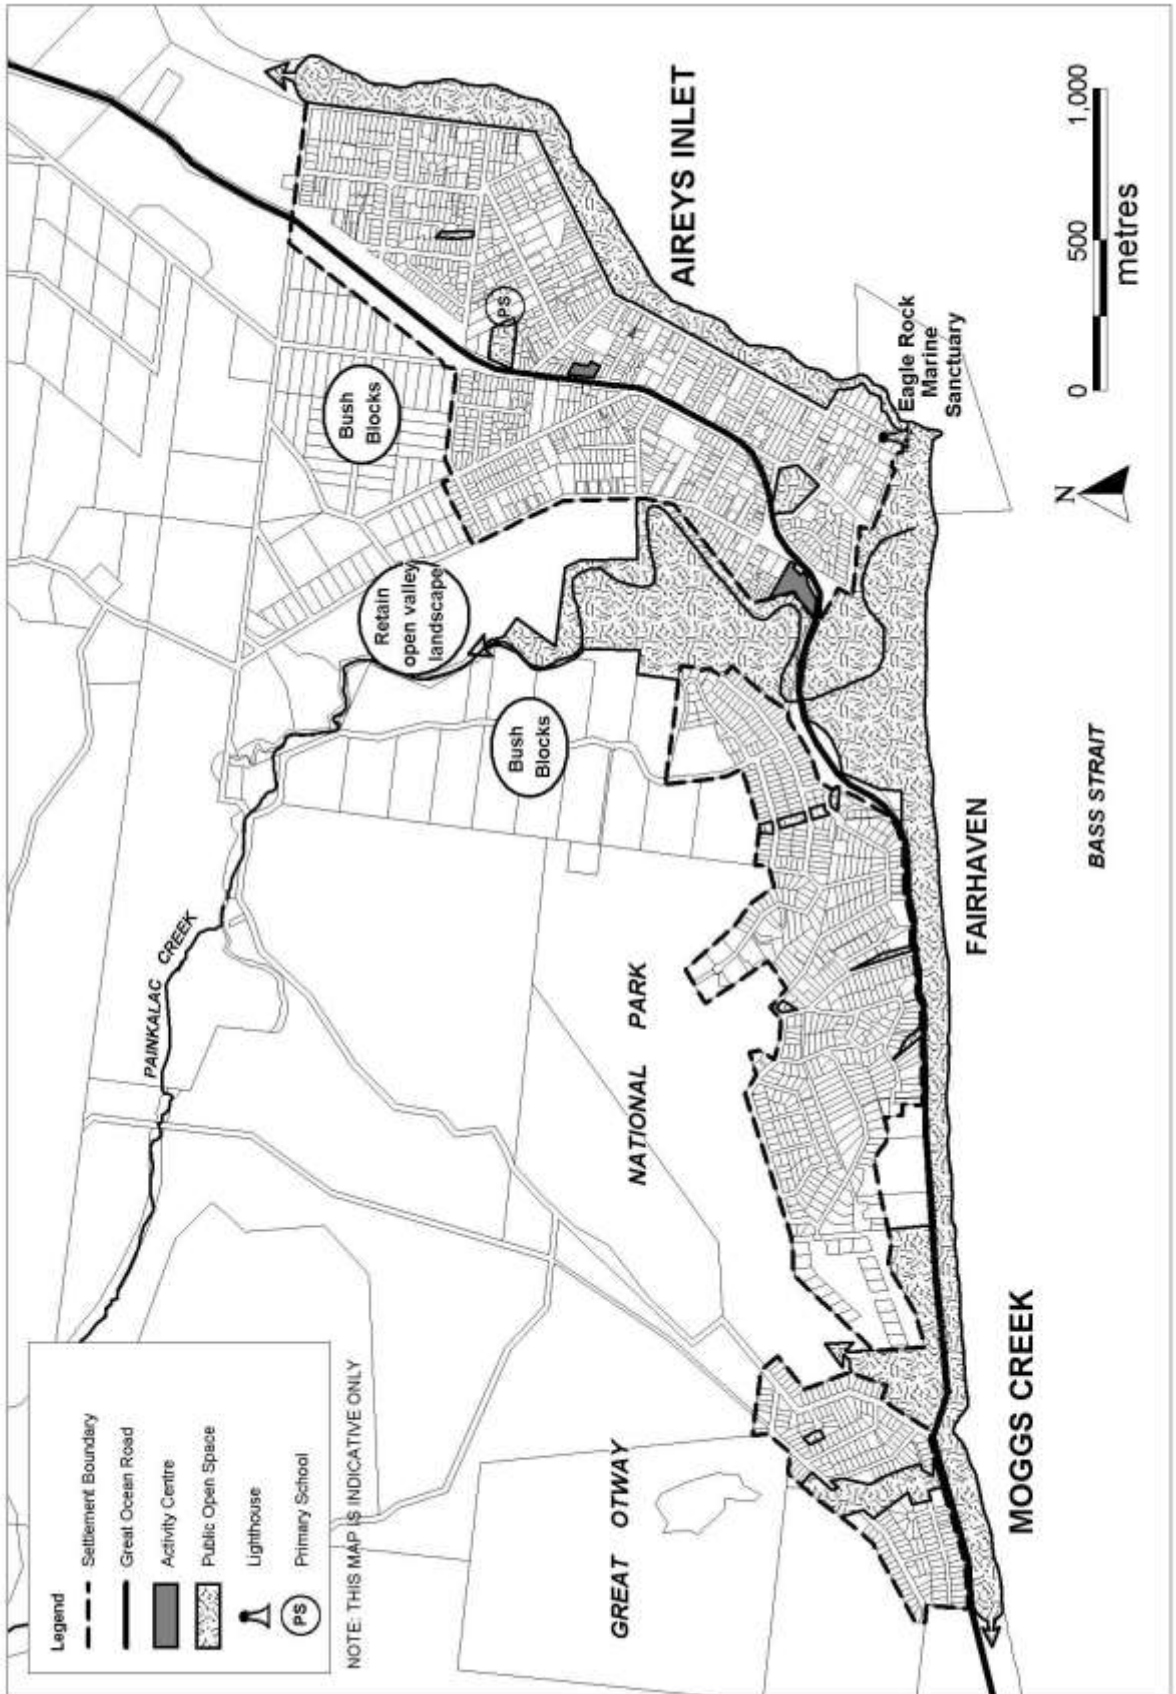 Legend
Settlement Boundary
Great Ocean Road
Activity Centre
Public Open Space
Lighthouse
PS
Primary School
NOTE: THIS MAP IS INDICATIVE ONLY
PAINKALAC CREEK
Retain
open valley
landscape
Bush
Blocks
Bush
Blocks
PS
GREAT OTWAY
NATIONAL PARK
MOGGS CREEK
FAIRHAVEN
AIREYS INLET
Eagle Rock
Marine
Sanctuary
BASS STRAIT
N
0 500 1,000
metres